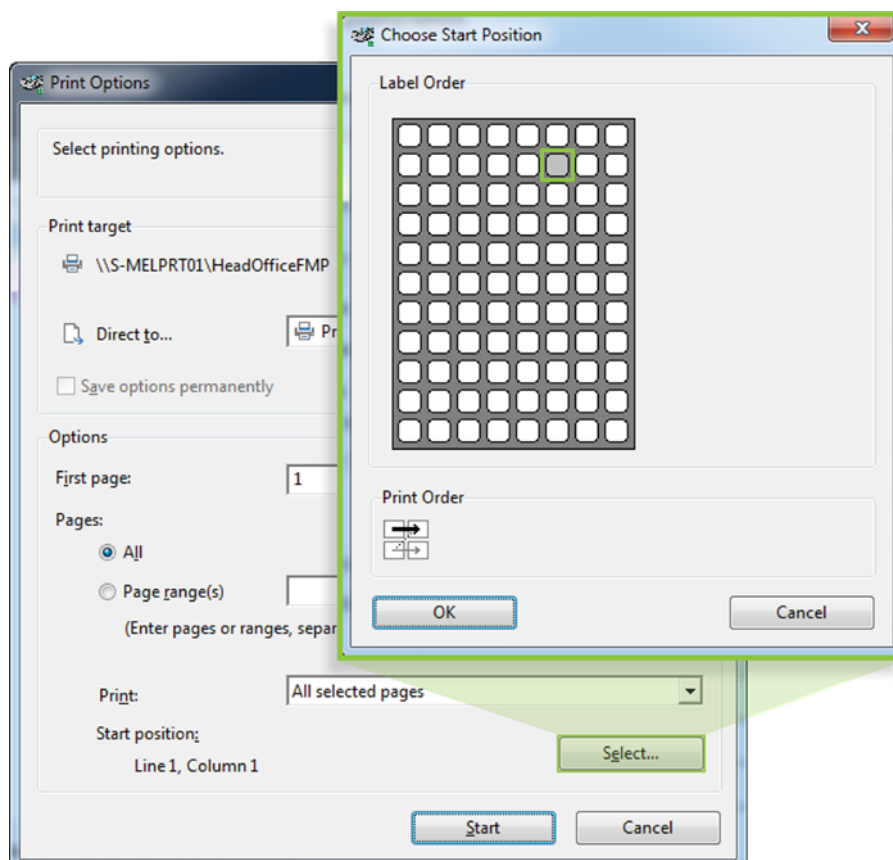 Choose Start Position
Label Order
Print Order
OK
Cancel
Print Options
Select printing options.
Print target
\\S-MELPRT01\HeadOfficeFMP
Direct to...
Pr
Save options permanently
Options
First page:
1
Pages:
All
Page range(s)
(Enter pages or ranges, separ
Print:
All selected pages
Start position:
Line 1, Column 1
Select...
Start
Cancel